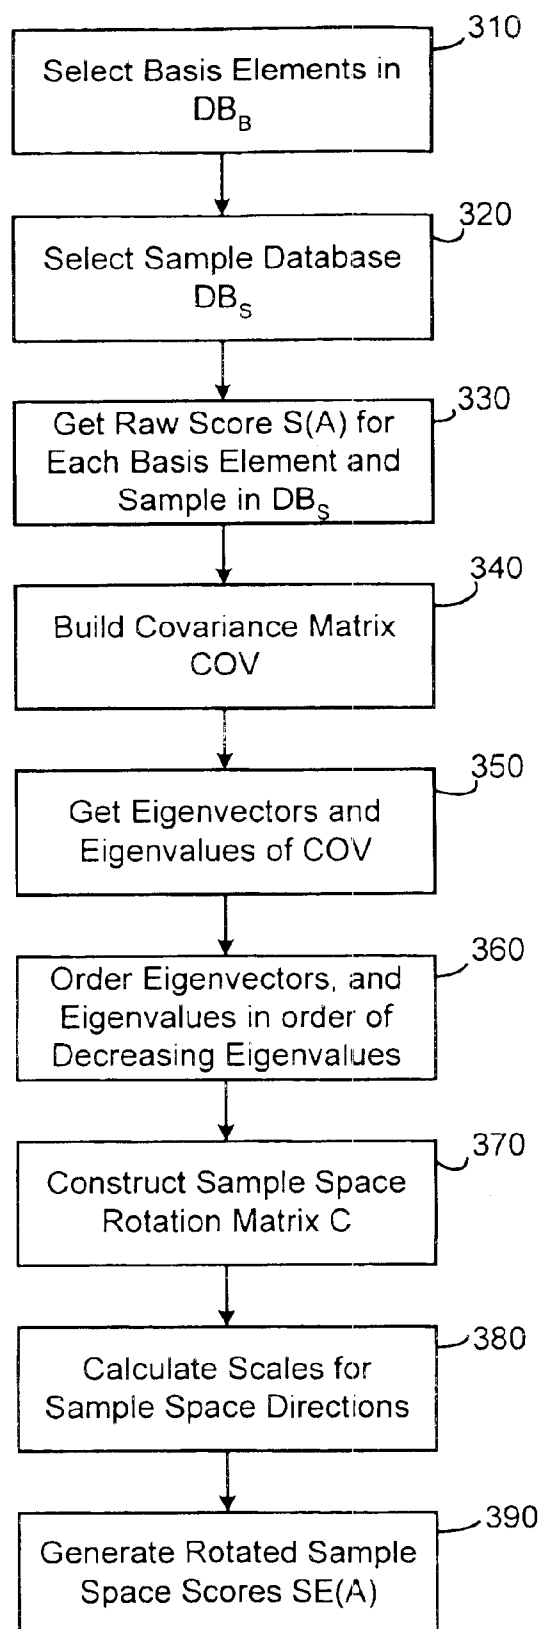 310
Select Basis Elements in
DB_B
320
Select Sample Database
DB_S
330
Get Raw Score S(A) for
Each Basis Element and
Sample in DB_S
340
Build Covariance Matrix
COV
350
Get Eigenvectors and
Eigenvalues of COV
360
Order Eigenvectors, and
Eigenvalues in order of
Decreasing Eigenvalues
370
Construct Sample Space
Rotation Matrix C
380
Calculate Scales for
Sample Space Directions
390
Generate Rotated Sample
Space Scores SE(A)